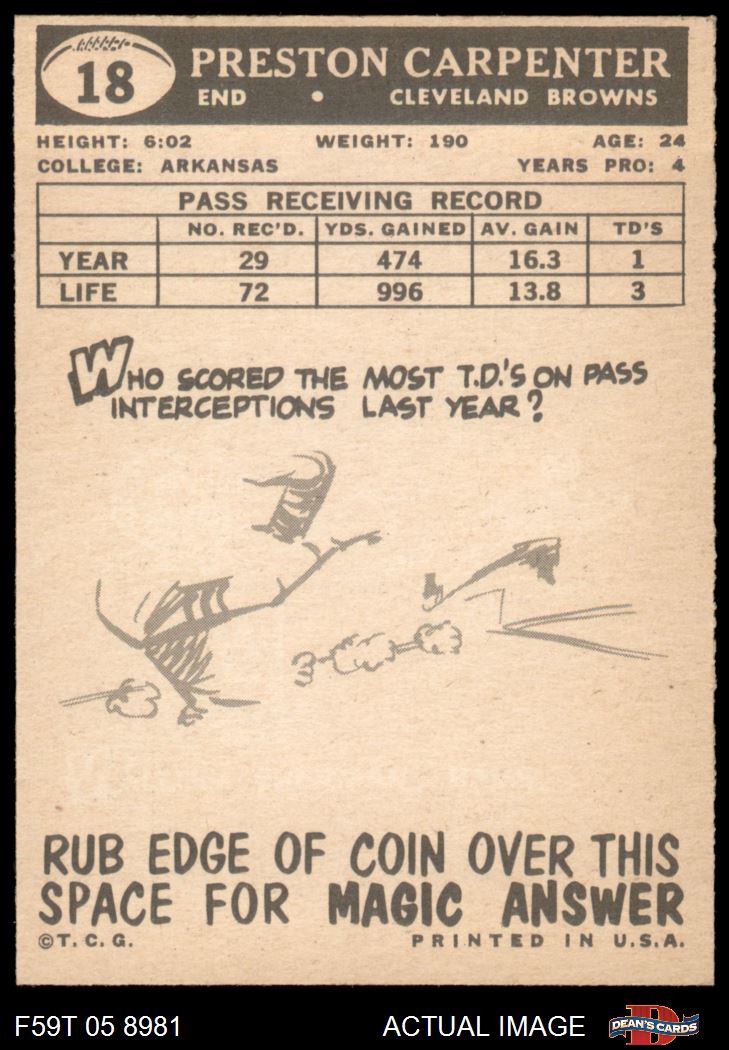 18
PRESTON CARPENTER
END • CLEVELAND BROWNS
HEIGHT: 6:02 WEIGHT: 190 AGE: 24
COLLEGE: ARKANSAS YEARS PRO: 4
PASS RECEIVING RECORD
NO. REC'D. YDS. GAINED AV. GAIN TD'S
YEAR 29 474 16.3 1
LIFE 72 996 13.8 3
WHO SCORED THE MOST T.D.'S ON PASS
INTERCEPTIONS LAST YEAR?
RUB EDGE OF COIN OVER THIS
SPACE FOR MAGIC ANSWER
©T.C.G. PRINTED IN U.S.A.
F59T 05 8981 ACTUAL IMAGE D DEAN'S CARDS